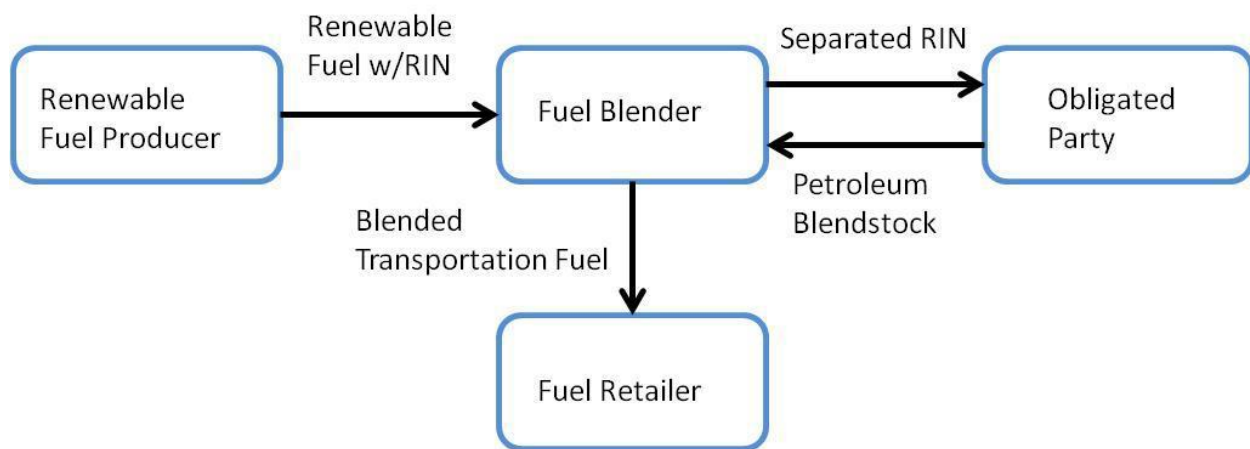 Renewable
Fuel w/RIN
Separated RIN
Renewable
Fuel Producer
Fuel Blender
Obligated
Party
Petroleum
Blendstock
Blended
Transportation Fuel
Fuel Retailer